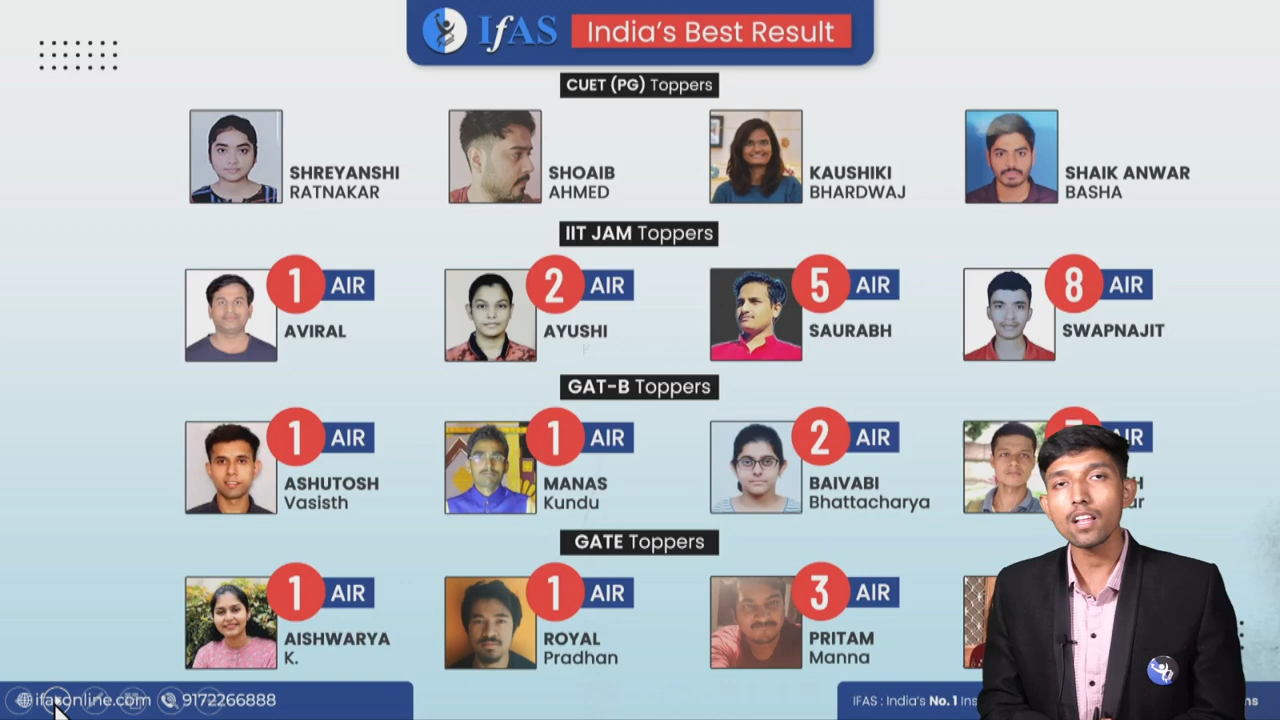 IfAS India's Best Result
CUET (PG) Toppers
SHREYANSHI
RATNAKAR
SHOAIB
AHMED
KAUSHIKI
BHARDWAJ
SHAIK ANWAR
BASHA
IIT JAM Toppers
1 AIR
AVIRAL
2 AIR
AYUSHI
5 AIR
SAURABH
8 AIR
SWAPNAJIT
GAT-B Toppers
1 AIR
ASHUTOSH
Vasisth
1 AIR
MANAS
Kundu
2 AIR
BAIVABI
Bhattacharya
GATE Toppers
1 AIR
AISHWARYA
K.
1 AIR
ROYAL
Pradhan
3 AIR
PRITAM
Manna
ifasonline.com 9172266888
IFAS : India's No. 1